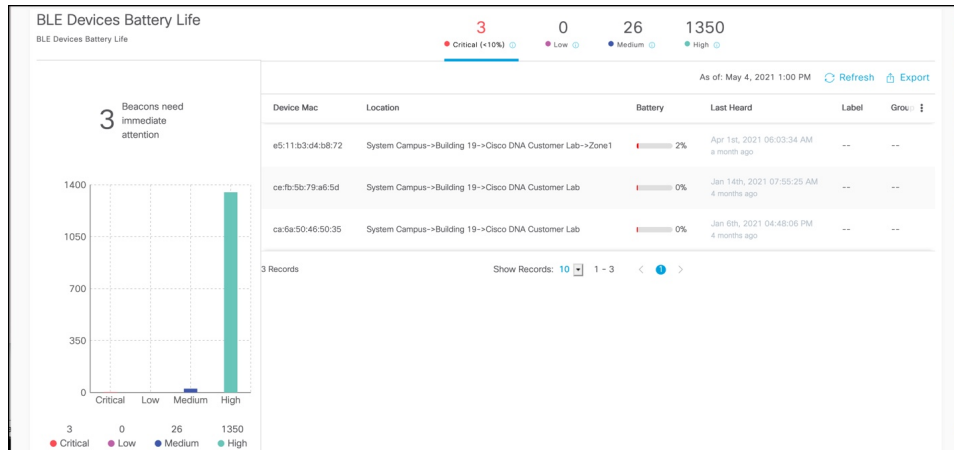 BLE Devices Battery Life
BLE Devices Battery Life
3 0 26 1350
Critical (<10%) Low Medium High
As of: May 4, 2021 1:00 PM Refresh Export
3 Beacons need
immediate
attention
Device Mac Location Battery Last Heard Label Group
e5:11:b3:d4:b8:72 System Campus->Building 19->Cisco DNA Customer Lab->Zone1 2% Apr 1st, 2021 06:03:34 AM -- --
a month ago
ce:fb:5b:79:a6:5d System Campus->Building 19->Cisco DNA Customer Lab 0% Jan 14th, 2021 07:55:25 AM -- --
4 months ago
ca:6a:50:46:50:35 System Campus->Building 19->Cisco DNA Customer Lab 0% Jan 6th, 2021 04:48:06 PM -- --
4 months ago
3 Records Show Records: 10 1 - 3 < 1 >
1400
1050
700
350
0
Critical Low Medium High
3 0 26 1350
Critical Low Medium High